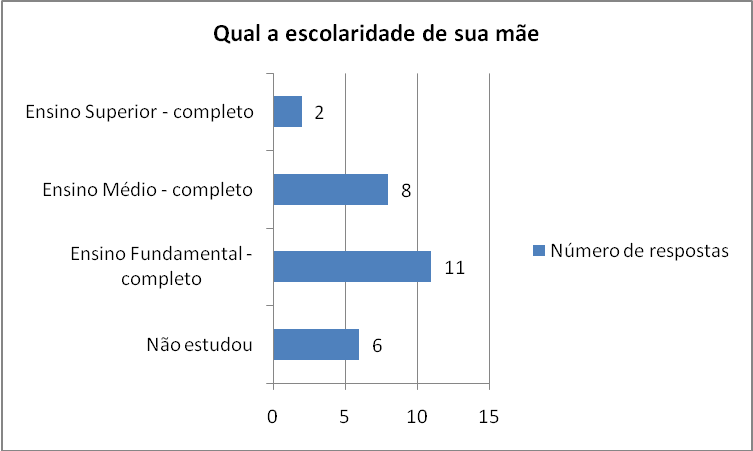 Qual a escolaridade de sua mãe
Ensino Superior - completo
2
Ensino Médio - completo
8
Ensino Fundamental -
completo
11
Não estudou
6
Número de respostas
0 5 10 15